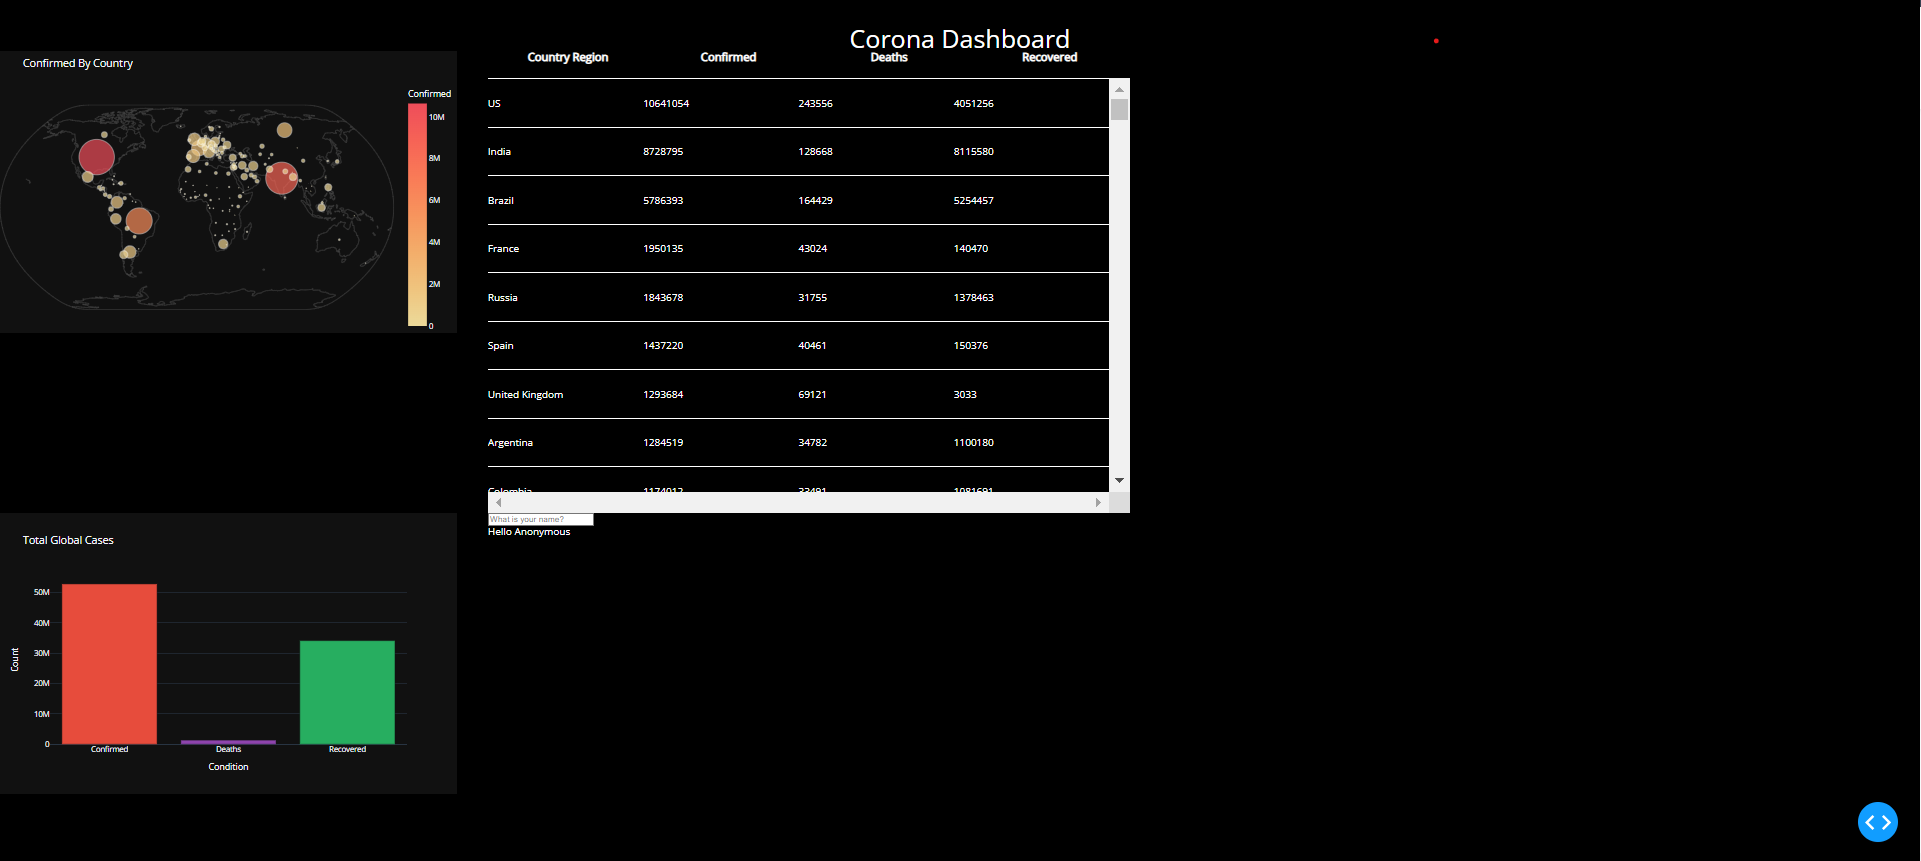 Corona Dashboard
Confirmed By Country
Confirmed
10M
8M
6M
4M
2M
0
Country Region Confirmed Deaths Recovered
US 10641054 243556 4051256
India 8728795 128668 8115580
Brazil 5786393 164429 5254457
France 1950135 43024 140470
Russia 1843678 31755 1378463
Spain 1437220 40461 150376
United Kingdom 1293684 69121 3033
Argentina 1284519 34782 1100180
Colombia 1174012 33491 1081691
What is your name?
Hello Anonymous
Total Global Cases
50M
40M
30M
20M
10M
0
Count
Confirmed Deaths Recovered
Condition